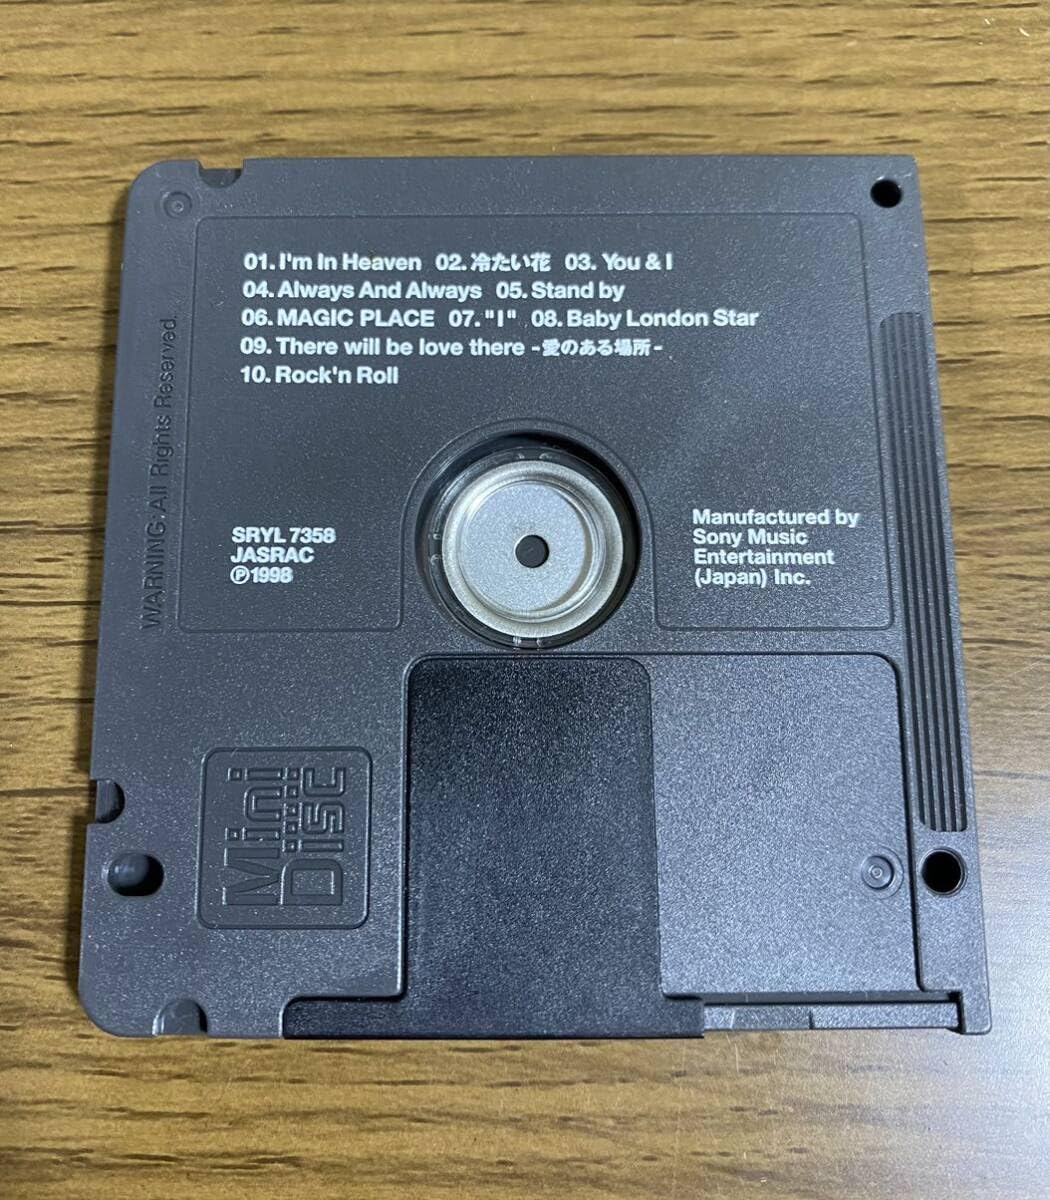 01. I'm In Heaven 02. 冷たい花 03. You & I
04. Always And Always 05. Stand by
06. MAGIC PLACE 07. "I" 08. Baby London Star
09. There will be love there -愛のある場所-
10. Rock'n Roll
WARNING: All Rights Reserved.
SRYL 7358
JASRAC
Ⓟ1998
Manufactured by
Sony Music
Entertainment
(Japan) Inc.
Mini
Disc